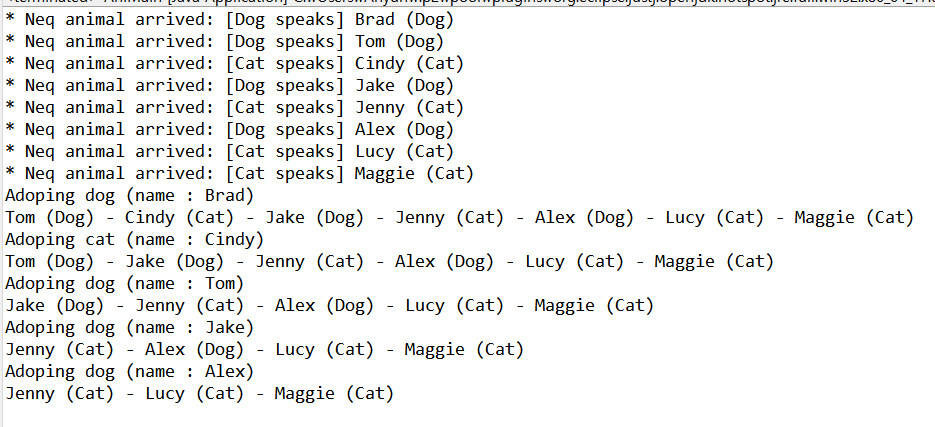 * Neq animal arrived: [Dog speaks] Brad (Dog)
* Neq animal arrived: [Dog speaks] Tom (Dog)
* Neq animal arrived: [Cat speaks] Cindy (Cat)
* Neq animal arrived: [Dog speaks] Jake (Dog)
* Neq animal arrived: [Cat speaks] Jenny (Cat)
* Neq animal arrived: [Dog speaks] Alex (Dog)
* Neq animal arrived: [Cat speaks] Lucy (Cat)
* Neq animal arrived: [Cat speaks] Maggie (Cat)
Adoping dog (name : Brad)
Tom (Dog) - Cindy (Cat) - Jake (Dog) - Jenny (Cat) - Alex (Dog) - Lucy (Cat) - Maggie (Cat)
Adoping cat (name : Cindy)
Tom (Dog) - Jake (Dog) - Jenny (Cat) - Alex (Dog) - Lucy (Cat) - Maggie (Cat)
Adoping dog (name : Tom)
Jake (Dog) - Jenny (Cat) - Alex (Dog) - Lucy (Cat) - Maggie (Cat)
Adoping dog (name : Jake)
Jenny (Cat) - Alex (Dog) - Lucy (Cat) - Maggie (Cat)
Adoping dog (name : Alex)
Jenny (Cat) - Lucy (Cat) - Maggie (Cat)